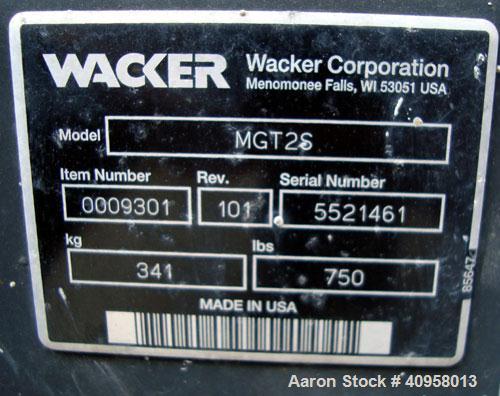 WACKER Wacker Corporation
Menomonee Falls, WI 53051 USA
Model MGT2S
Item Number Rev. Serial Number
0009301 101 5521461
kg lbs
341 750
MADE IN USA
85647
Aaron Stock # 40958013